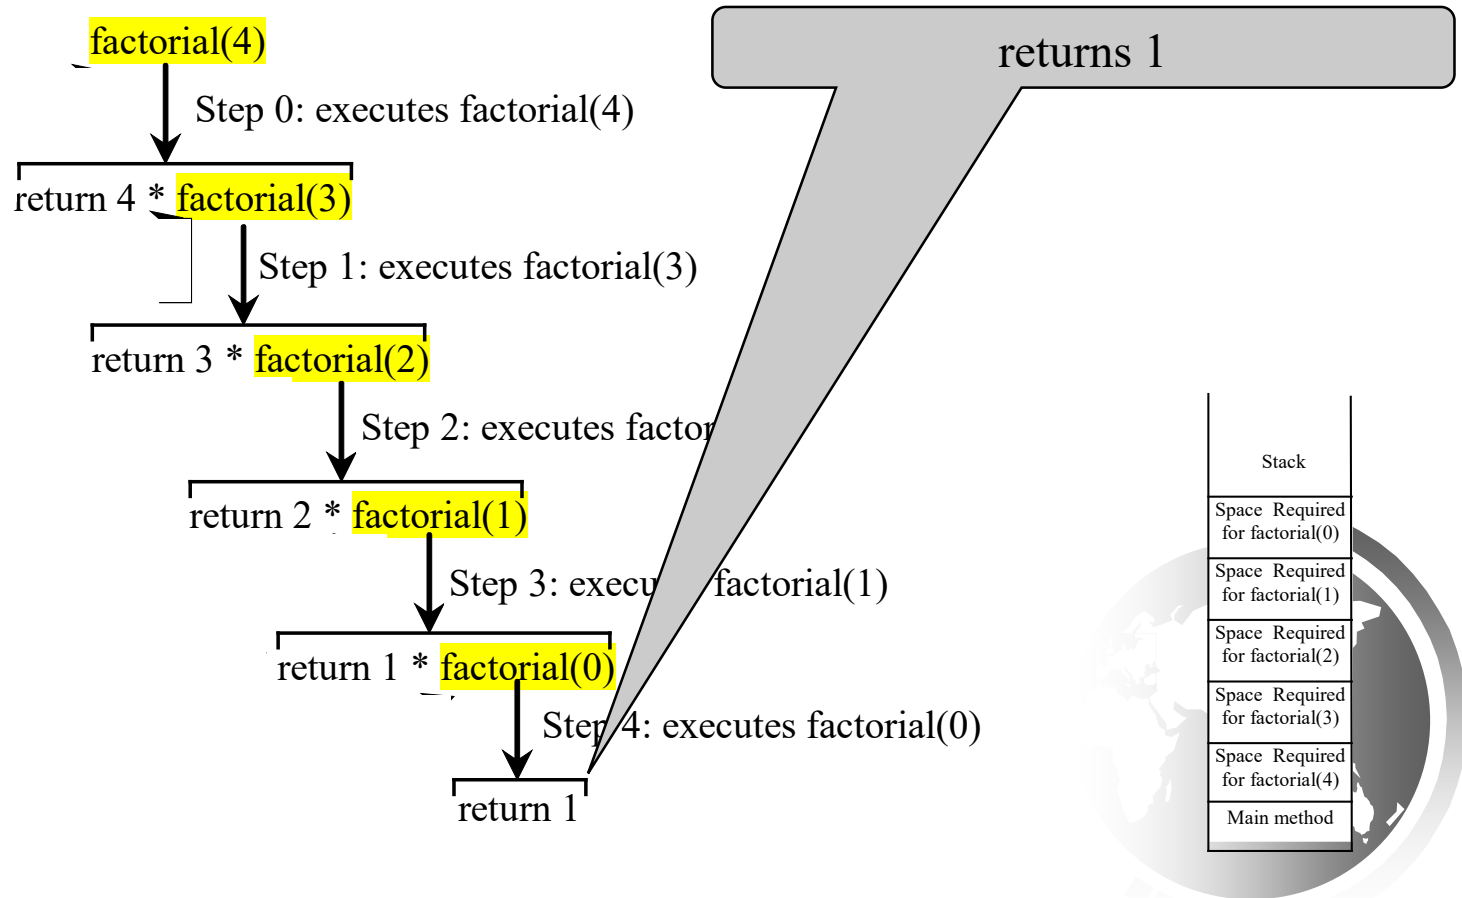 factorial(4)
returns 1
Step 0: executes factorial(4)
return 4 * factorial(3)
Step 1: executes factorial(3)
return 3 * factorial(2)
Step 2: executes
return 2 * factorial(1)
Step 3: factorial(1)
return 1 * factorial(0)
Step 4: executes factorial(0)
return 1
Stack
Space Required
for factorial(0)
Space Required
for factorial(1)
Space Required
for factorial(2)
Space Required
for factorial(3)
Space Required
for factorial(4)
Main method